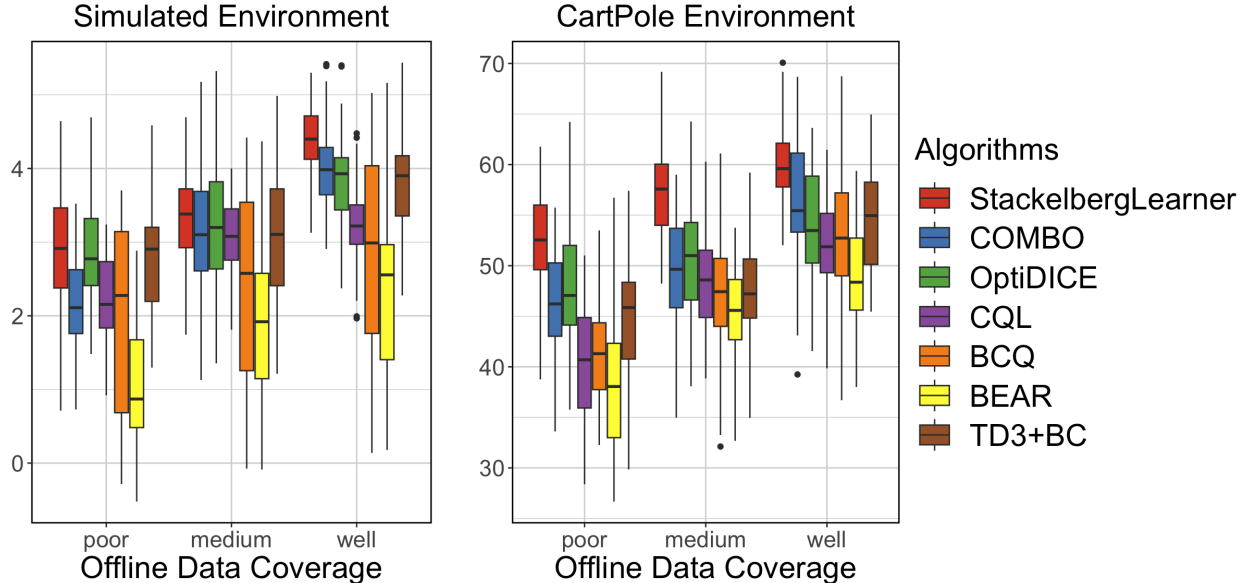 Simulated Environment
CartPole Environment
4
2
0
poor
medium
well
Offline Data Coverage
70
60
50
40
30
poor
medium
well
Offline Data Coverage
Algorithms
StackelbergLearner
COMBO
OptiDICE
CQL
BCQ
BEAR
TD3+BC